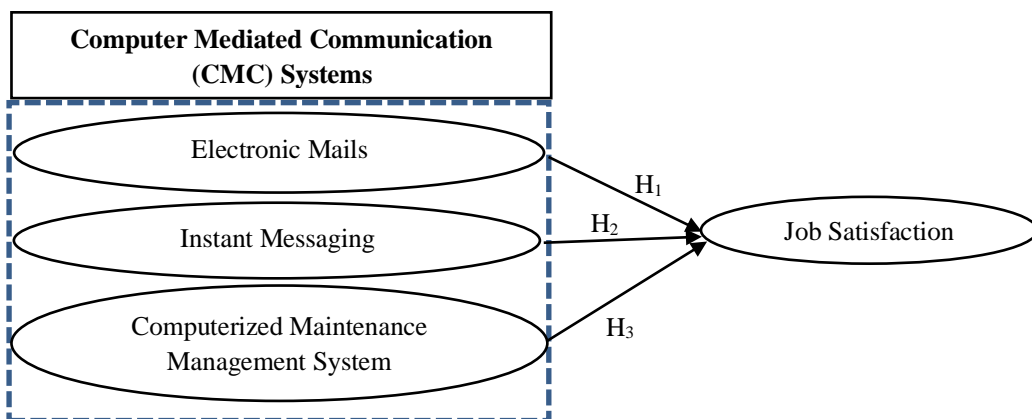 Computer Mediated Communication
(CMC) Systems
Electronic Mails
H₁
Instant Messaging
H₂
Job Satisfaction
Computerized Maintenance
Management System
H₃